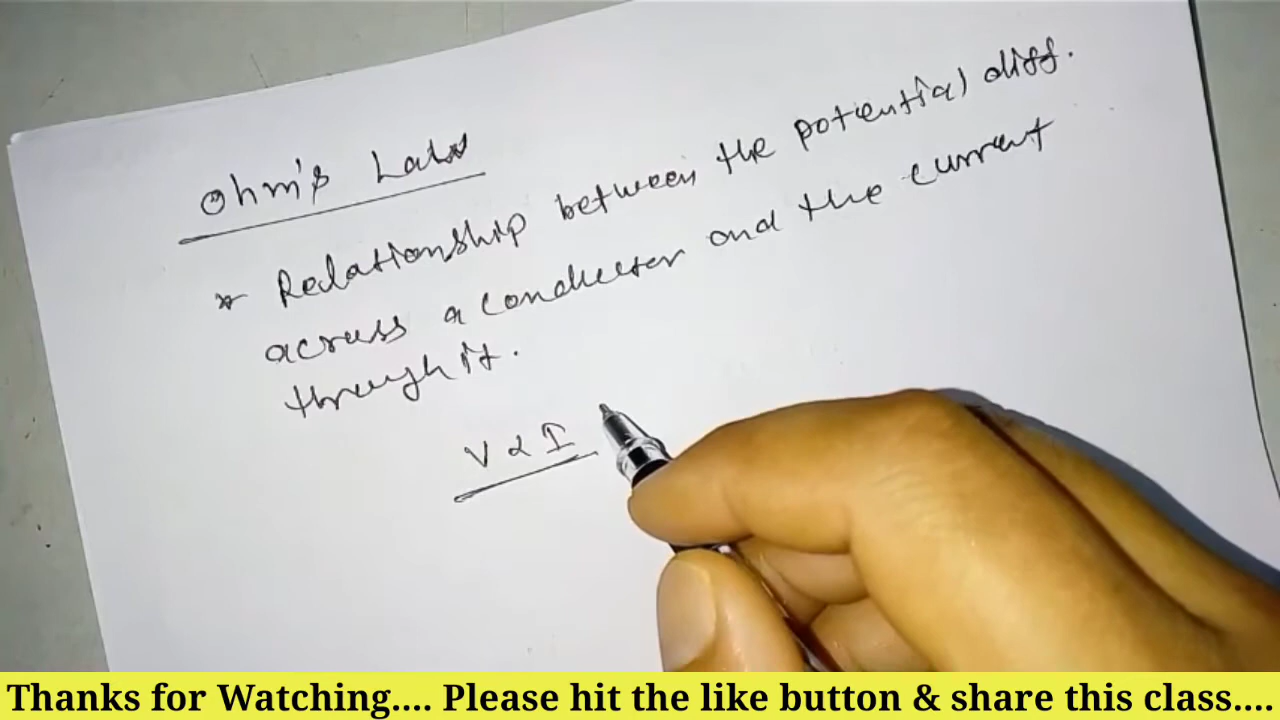 Ohm's Law
* Relationship between the potential diff.
across a conductor and the current
through it.
V ∝ I
Thanks for Watching.... Please hit the like button & share this class....